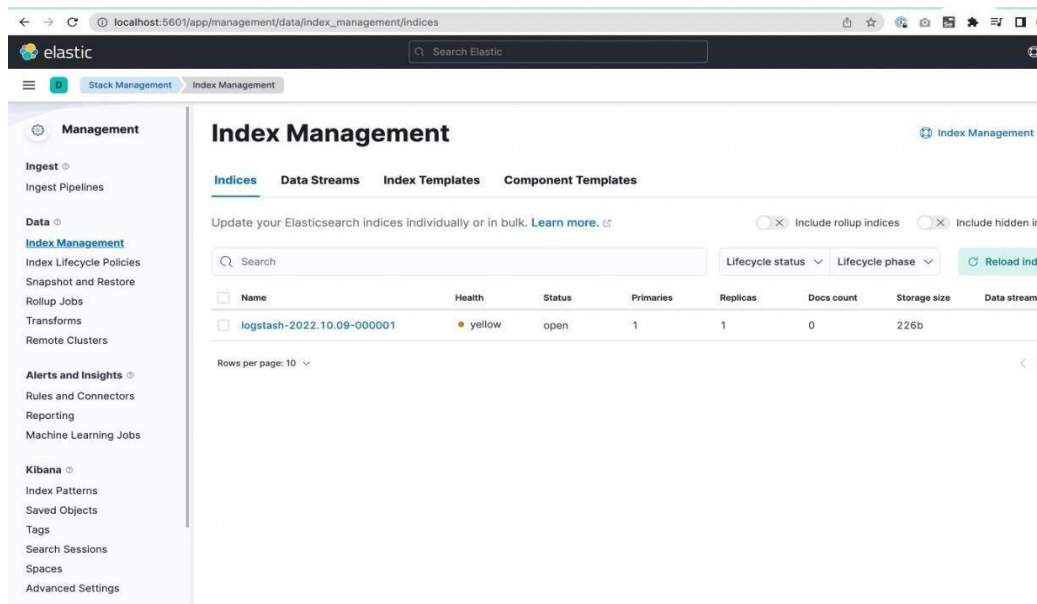 localhost:5601/app/management/data/index_management/indices
elastic
Search Elastic
D
Stack Management
Index Management
Management
Index Management
Index Management
Ingest
Ingest Pipelines
Indices
Data Streams
Index Templates
Component Templates
Data
Update your Elasticsearch indices individually or in bulk. Learn more.
Include rollup indices
Include hidden in
Index Management
Index Lifecycle Policies
Search
Lifecycle status
Lifecycle phase
Reload ind
Snapshot and Restore
Rollup Jobs
Name Health Status Primaries Replicas Docs count Storage size Data stream
Transforms
logstash-2022.10.09-000001 yellow open 1 1 0 226b
Remote Clusters
Rows per page: 10
Alerts and Insights
Rules and Connectors
Reporting
Machine Learning Jobs
Kibana
Index Patterns
Saved Objects
Tags
Search Sessions
Spaces
Advanced Settings